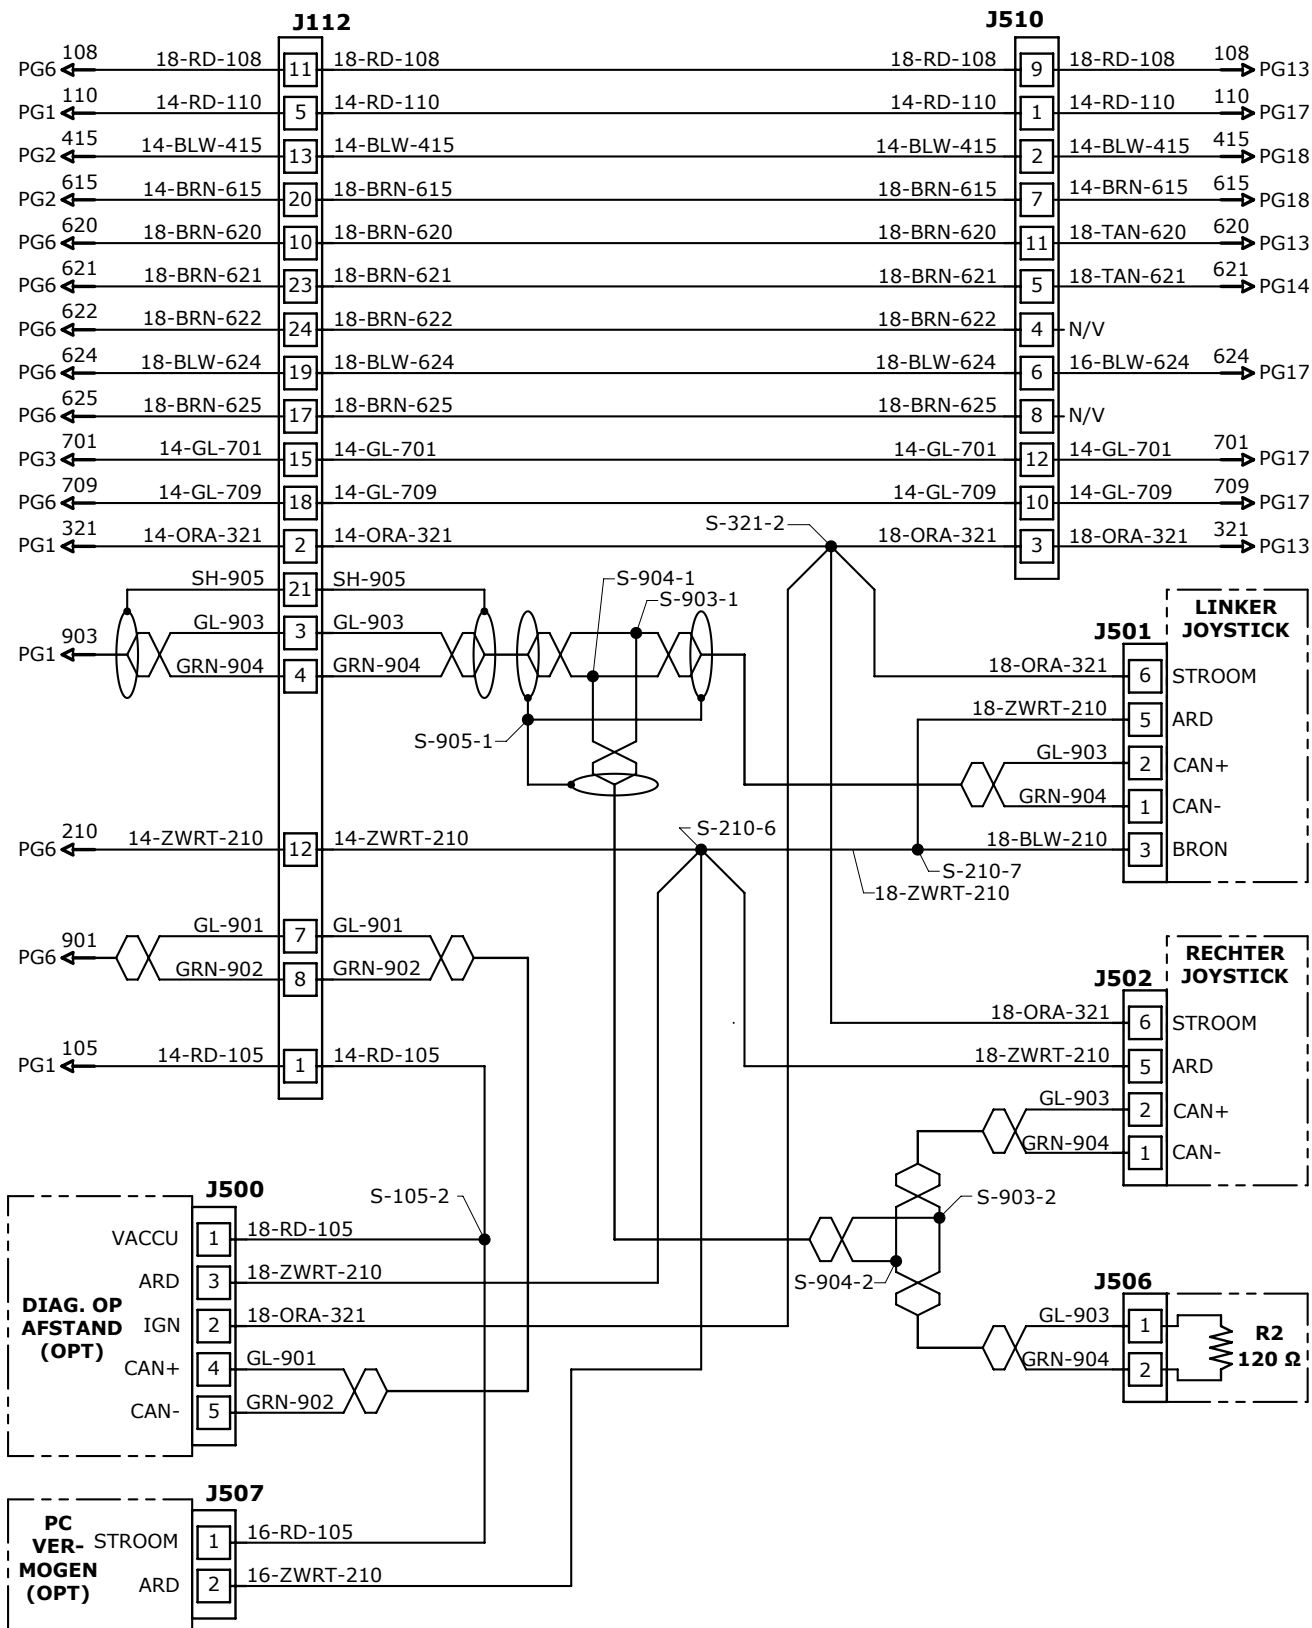 J112 J510
PG6 108 18-RD-108 11 18-RD-108 18-RD-108 9 18-RD-108 108 PG13
PG1 110 14-RD-110 5 14-RD-110 14-RD-110 1 14-RD-110 110 PG17
PG2 415 14-BLW-415 13 14-BLW-415 14-BLW-415 2 14-BLW-415 415 PG18
PG2 615 14-BRN-615 20 18-BRN-615 18-BRN-615 7 14-BRN-615 615 PG18
PG6 620 18-BRN-620 10 18-BRN-620 18-BRN-620 11 18-TAN-620 620 PG13
PG6 621 18-BRN-621 23 18-BRN-621 18-BRN-621 5 18-TAN-621 621 PG14
PG6 622 18-BRN-622 24 18-BRN-622 18-BRN-622 4 N/V
PG6 624 18-BLW-624 19 18-BLW-624 18-BLW-624 6 16-BLW-624 624 PG17
PG6 625 18-BRN-625 17 18-BRN-625 18-BRN-625 8 N/V
PG3 701 14-GL-701 15 14-GL-701 14-GL-701 12 14-GL-701 701 PG17
PG6 709 14-GL-709 18 14-GL-709 14-GL-709 10 14-GL-709 709 PG17
S-321-2
PG1 321 14-ORA-321 2 14-ORA-321 18-ORA-321 3 18-ORA-321 321 PG13
SH-905 21 SH-905 S-904-1
S-903-1
PG1 903 GL-903 3 GL-903
GRN-904 4 GRN-904
S-905-1
LINKER
JOYSTICK
J501
18-ORA-321 6 STROOM
18-ZWRT-210 5 ARD
GL-903 2 CAN+
GRN-904 1 CAN-
18-BLW-210 3 BRON
S-210-6
PG6 210 14-ZWRT-210 12 14-ZWRT-210
S-210-7
18-ZWRT-210
PG6 901 GL-901 7 GL-901
GRN-902 8 GRN-902
RECHTER
JOYSTICK
J502
18-ORA-321 6 STROOM
18-ZWRT-210 5 ARD
GL-903 2 CAN+
GRN-904 1 CAN-
PG1 105 14-RD-105 1 14-RD-105
J500
S-105-2
S-903-2
S-904-2
DIAG. OP
AFSTAND
(OPT)
VACCU 1 18-RD-105
ARD 3 18-ZWRT-210
IGN 2 18-ORA-321
CAN+ 4 GL-901
CAN- 5 GRN-902
J506
GL-903 1
GRN-904 2
R2
120 Ω
J507
PC
VER-
MOGEN
(OPT)
STROOM 1 16-RD-105
ARD 2 16-ZWRT-210